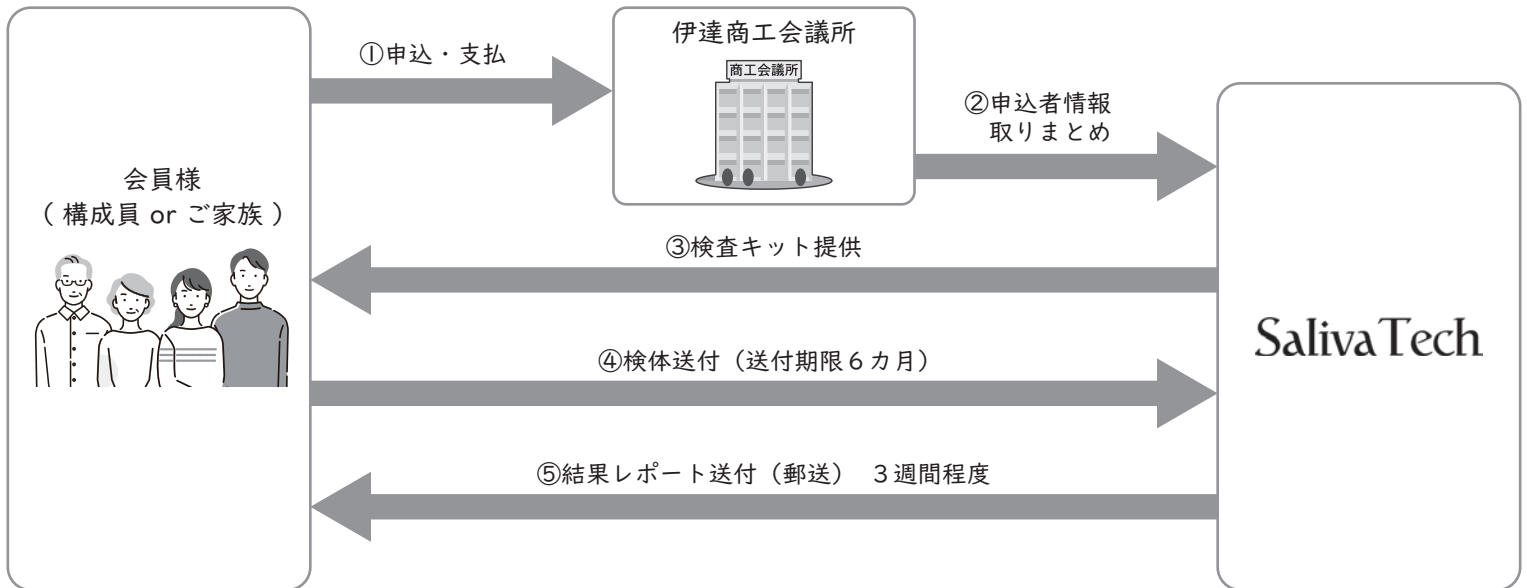 伊達商工会議所
商工会議所
①申込・支払
②申込者情報
取りまとめ
会員様
( 構成員 or ご家族 )
③検査キット提供
SalivaTech
④検体送付（送付期限６カ月）
⑤結果レポート送付（郵送）　３週間程度